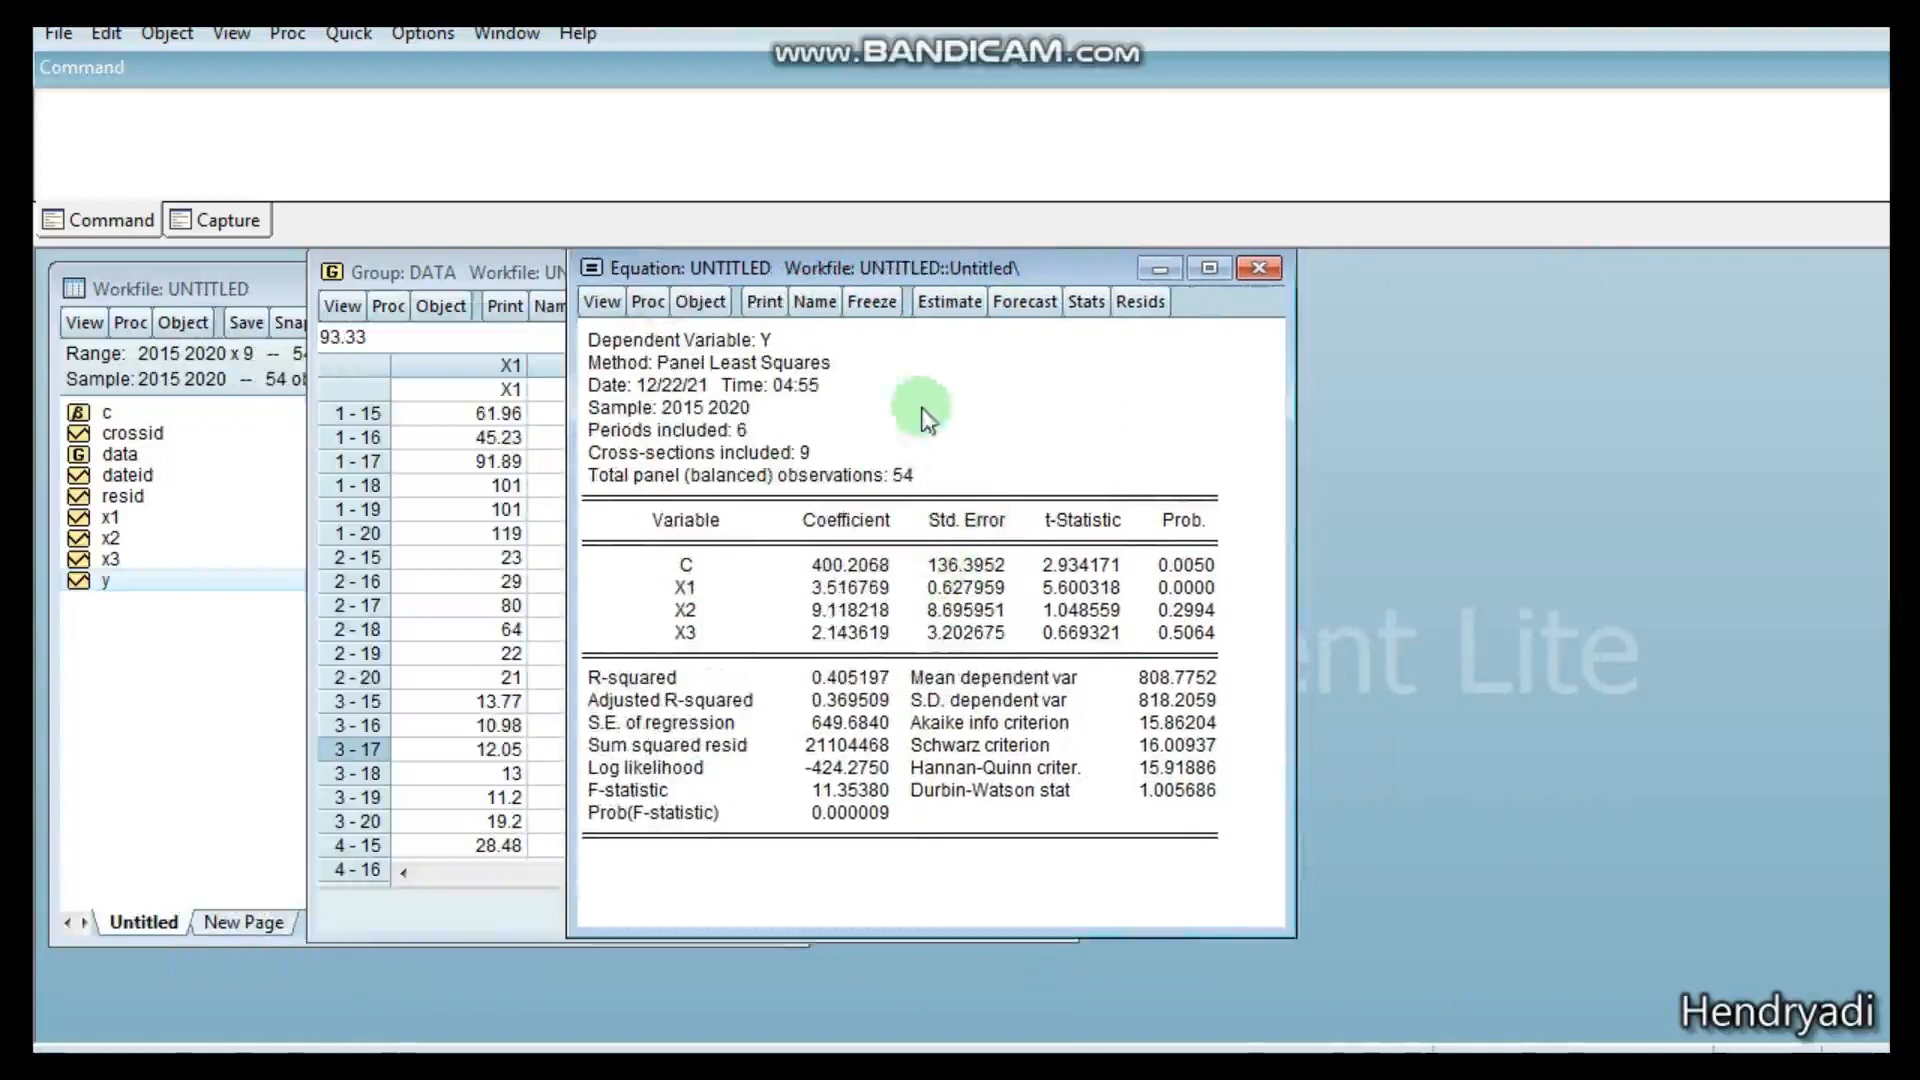 File Edit Object View Proc Quick Options Window Help
www.BANDICAM.com
Command
Command Capture
Workfile: UNTITLED
View Proc Object Save Snap
Range: 2015 2020 x 9 -- 54
Sample: 2015 2020 -- 54 ob
c
crossid
data
dateid
resid
x1
x2
x3
y
Untitled New Page
Group: DATA Workfile: UN
View Proc Object Print Nam
93.33
X1
X1
1 - 15 61.96
1 - 16 45.23
1 - 17 91.89
1 - 18 101
1 - 19 101
1 - 20 119
2 - 15 23
2 - 16 29
2 - 17 80
2 - 18 64
2 - 19 22
2 - 20 21
3 - 15 13.77
3 - 16 10.98
3 - 17 12.05
3 - 18 13
3 - 19 11.2
3 - 20 19.2
4 - 15 28.48
4 - 16
Equation: UNTITLED Workfile: UNTITLED::Untitled\
View Proc Object Print Name Freeze Estimate Forecast Stats Resids
Dependent Variable: Y
Method: Panel Least Squares
Date: 12/22/21 Time: 04:55
Sample: 2015 2020
Periods included: 6
Cross-sections included: 9
Total panel (balanced) observations: 54
Variable Coefficient Std. Error t-Statistic Prob.
C 400.2068 136.3952 2.934171 0.0050
X1 3.516769 0.627959 5.600318 0.0000
X2 9.118218 8.695951 1.048559 0.2994
X3 2.143619 3.202675 0.669321 0.5064
R-squared 0.405197 Mean dependent var 808.7752
Adjusted R-squared 0.369509 S.D. dependent var 818.2059
S.E. of regression 649.6840 Akaike info criterion 15.86204
Sum squared resid 21104468 Schwarz criterion 16.00937
Log likelihood -424.2750 Hannan-Quinn criter. 15.91886
F-statistic 11.35380 Durbin-Watson stat 1.005686
Prob(F-statistic) 0.000009
ent Lite
Hendryadi